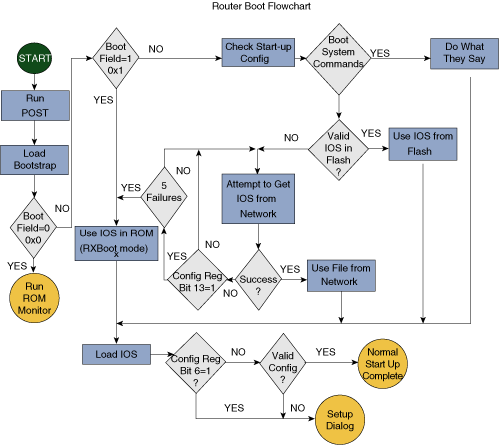 Router Boot Flowchart
START
Run
POST
Load
Bootstrap
Boot
Field=0
0x0
NO
YES
Run
ROM
Monitor
Boot
Field=1
0x1
NO
YES
Check Start-up
Config
Boot
System
Commands
YES
Do What
They Say
Valid
IOS in
Flash
?
YES
NO
Use IOS from
Flash
Attempt to Get
IOS from
Network
5
Failures
YES
Use IOS in ROM
(RXBoot mode)
x
YES
NO
Config Reg
Bit 13=1
NO
Success
?
YES
Use File from
Network
Load IOS
Config Reg
Bit 6=1
?
NO
YES
Valid
Config
?
YES
NO
Normal
Start Up
Complete
Setup
Dialog